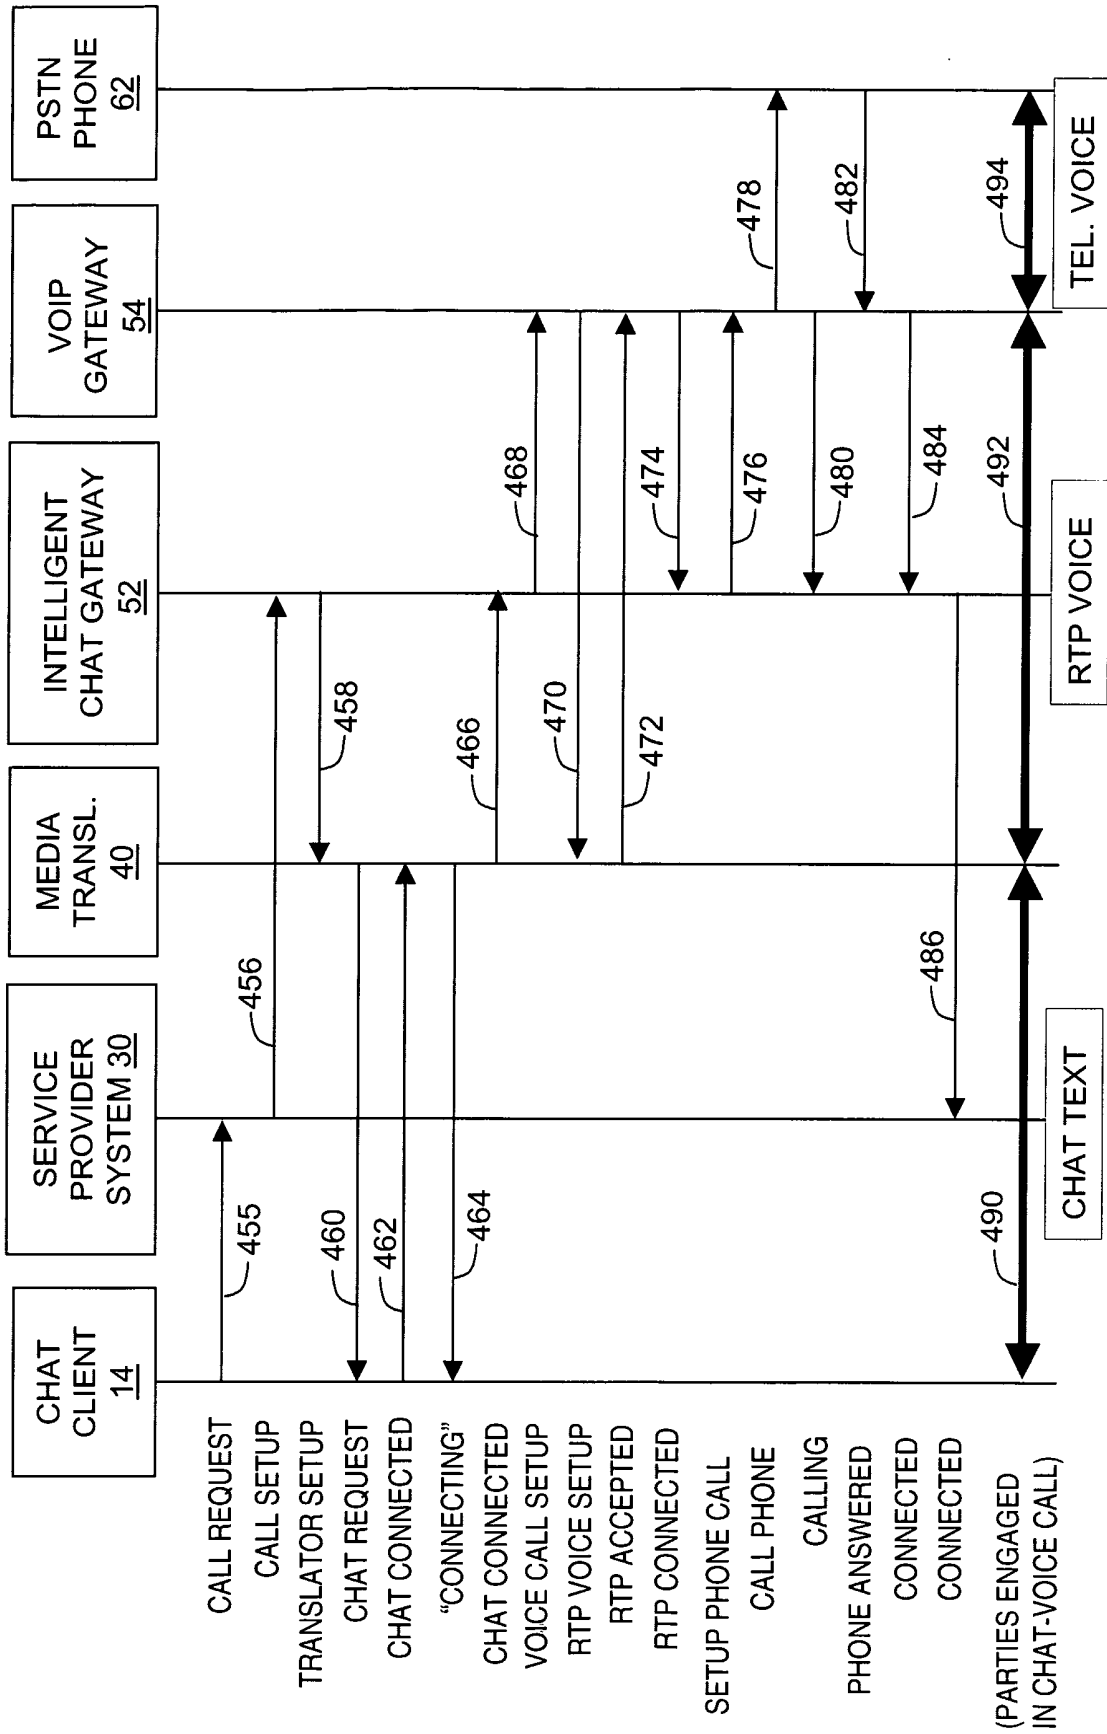 CHAT
CLIENT
14
SERVICE
PROVIDER
SYSTEM 30
MEDIA
TRANSL.
40
INTELLIGENT
CHAT GATEWAY
52
VOIP
GATEWAY
54
PSTN
PHONE
62
CALL REQUEST
455
CALL SETUP
456
TRANSLATOR SETUP
458
CHAT REQUEST
460
CHAT CONNECTED
462
"CONNECTING"
464
CHAT CONNECTED
466
VOICE CALL SETUP
468
RTP VOICE SETUP
470
RTP ACCEPTED
472
RTP CONNECTED
474
SETUP PHONE CALL
476
CALL PHONE
478
CALLING
480
PHONE ANSWERED
482
CONNECTED
484
CONNECTED
486
(PARTIES ENGAGED
IN CHAT-VOICE CALL)
490
492
494
CHAT TEXT
RTP VOICE
TEL. VOICE